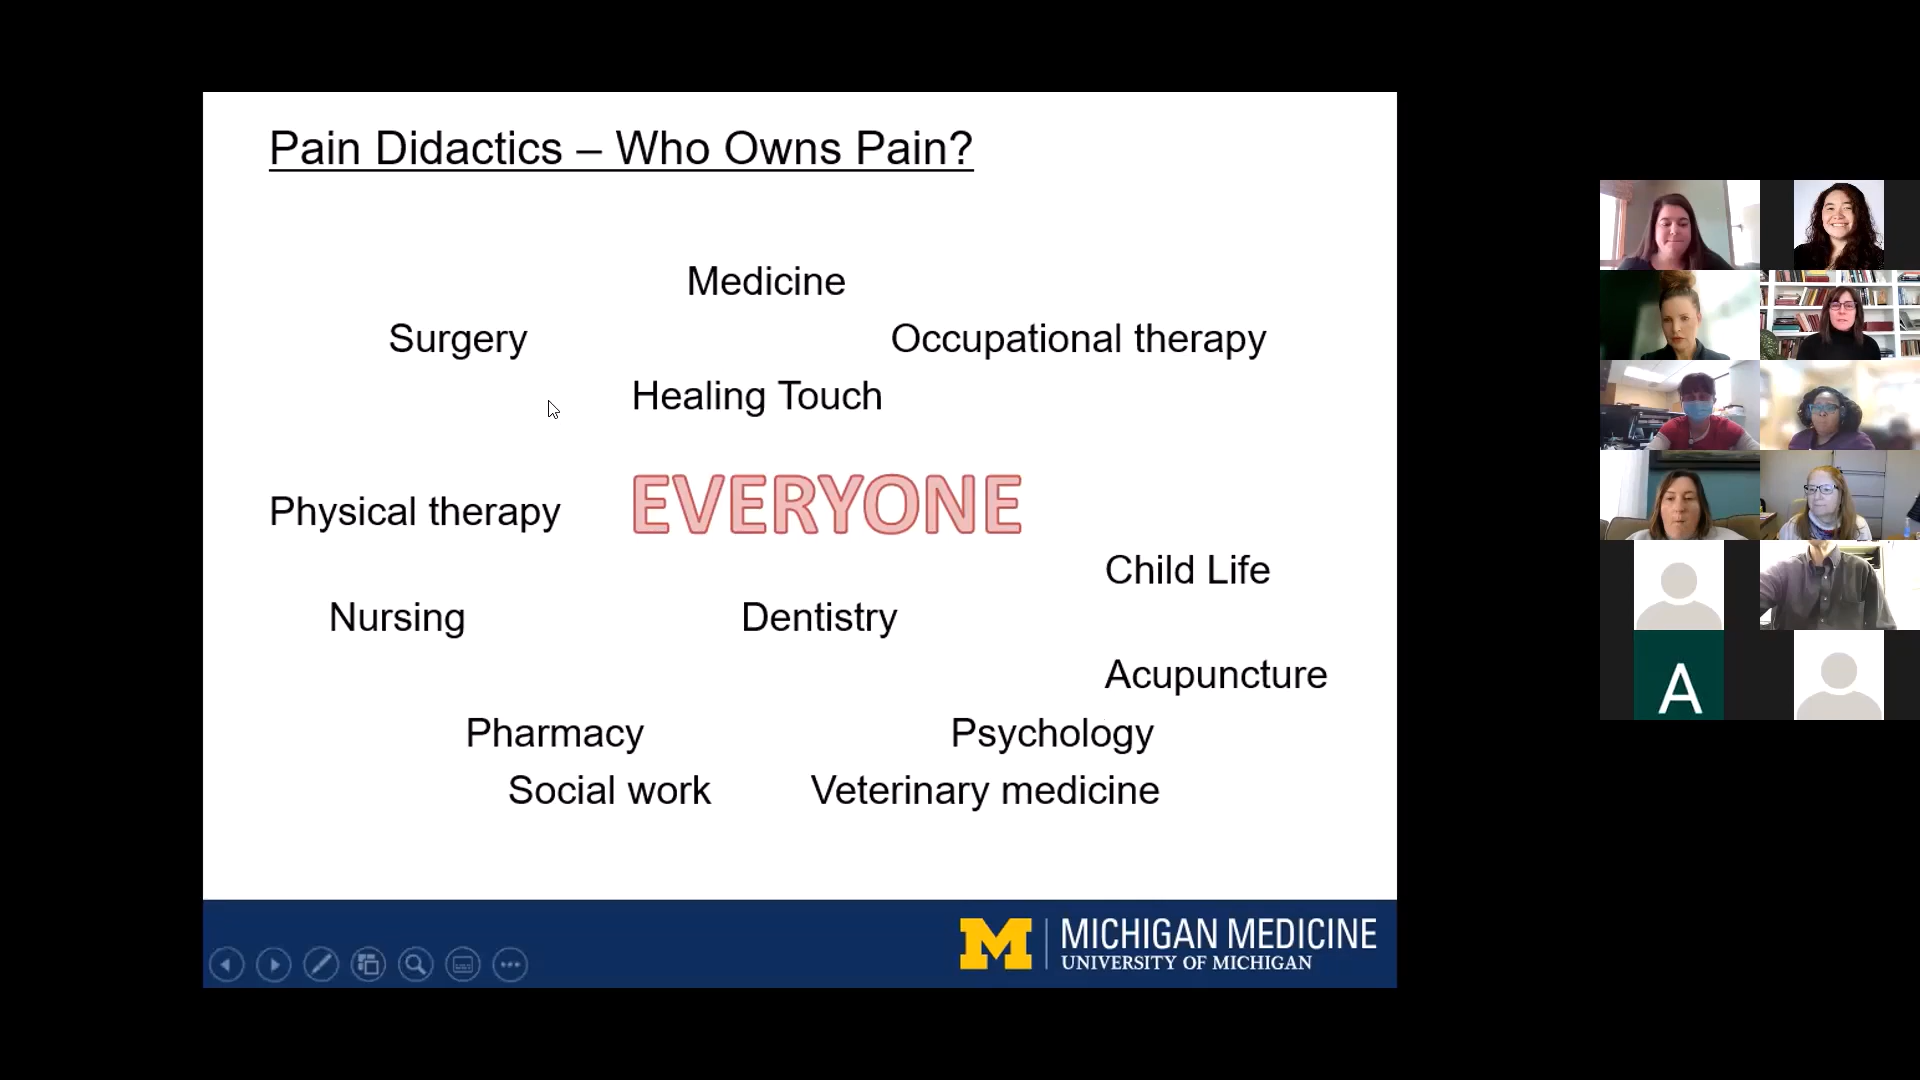 Pain Didactics – Who Owns Pain?
Medicine
Surgery
Occupational therapy
Healing Touch
Physical therapy
EVERYONE
Child Life
Nursing
Dentistry
Acupuncture
Pharmacy
Psychology
Social work
Veterinary medicine
M | MICHIGAN MEDICINE
UNIVERSITY OF MICHIGAN
A